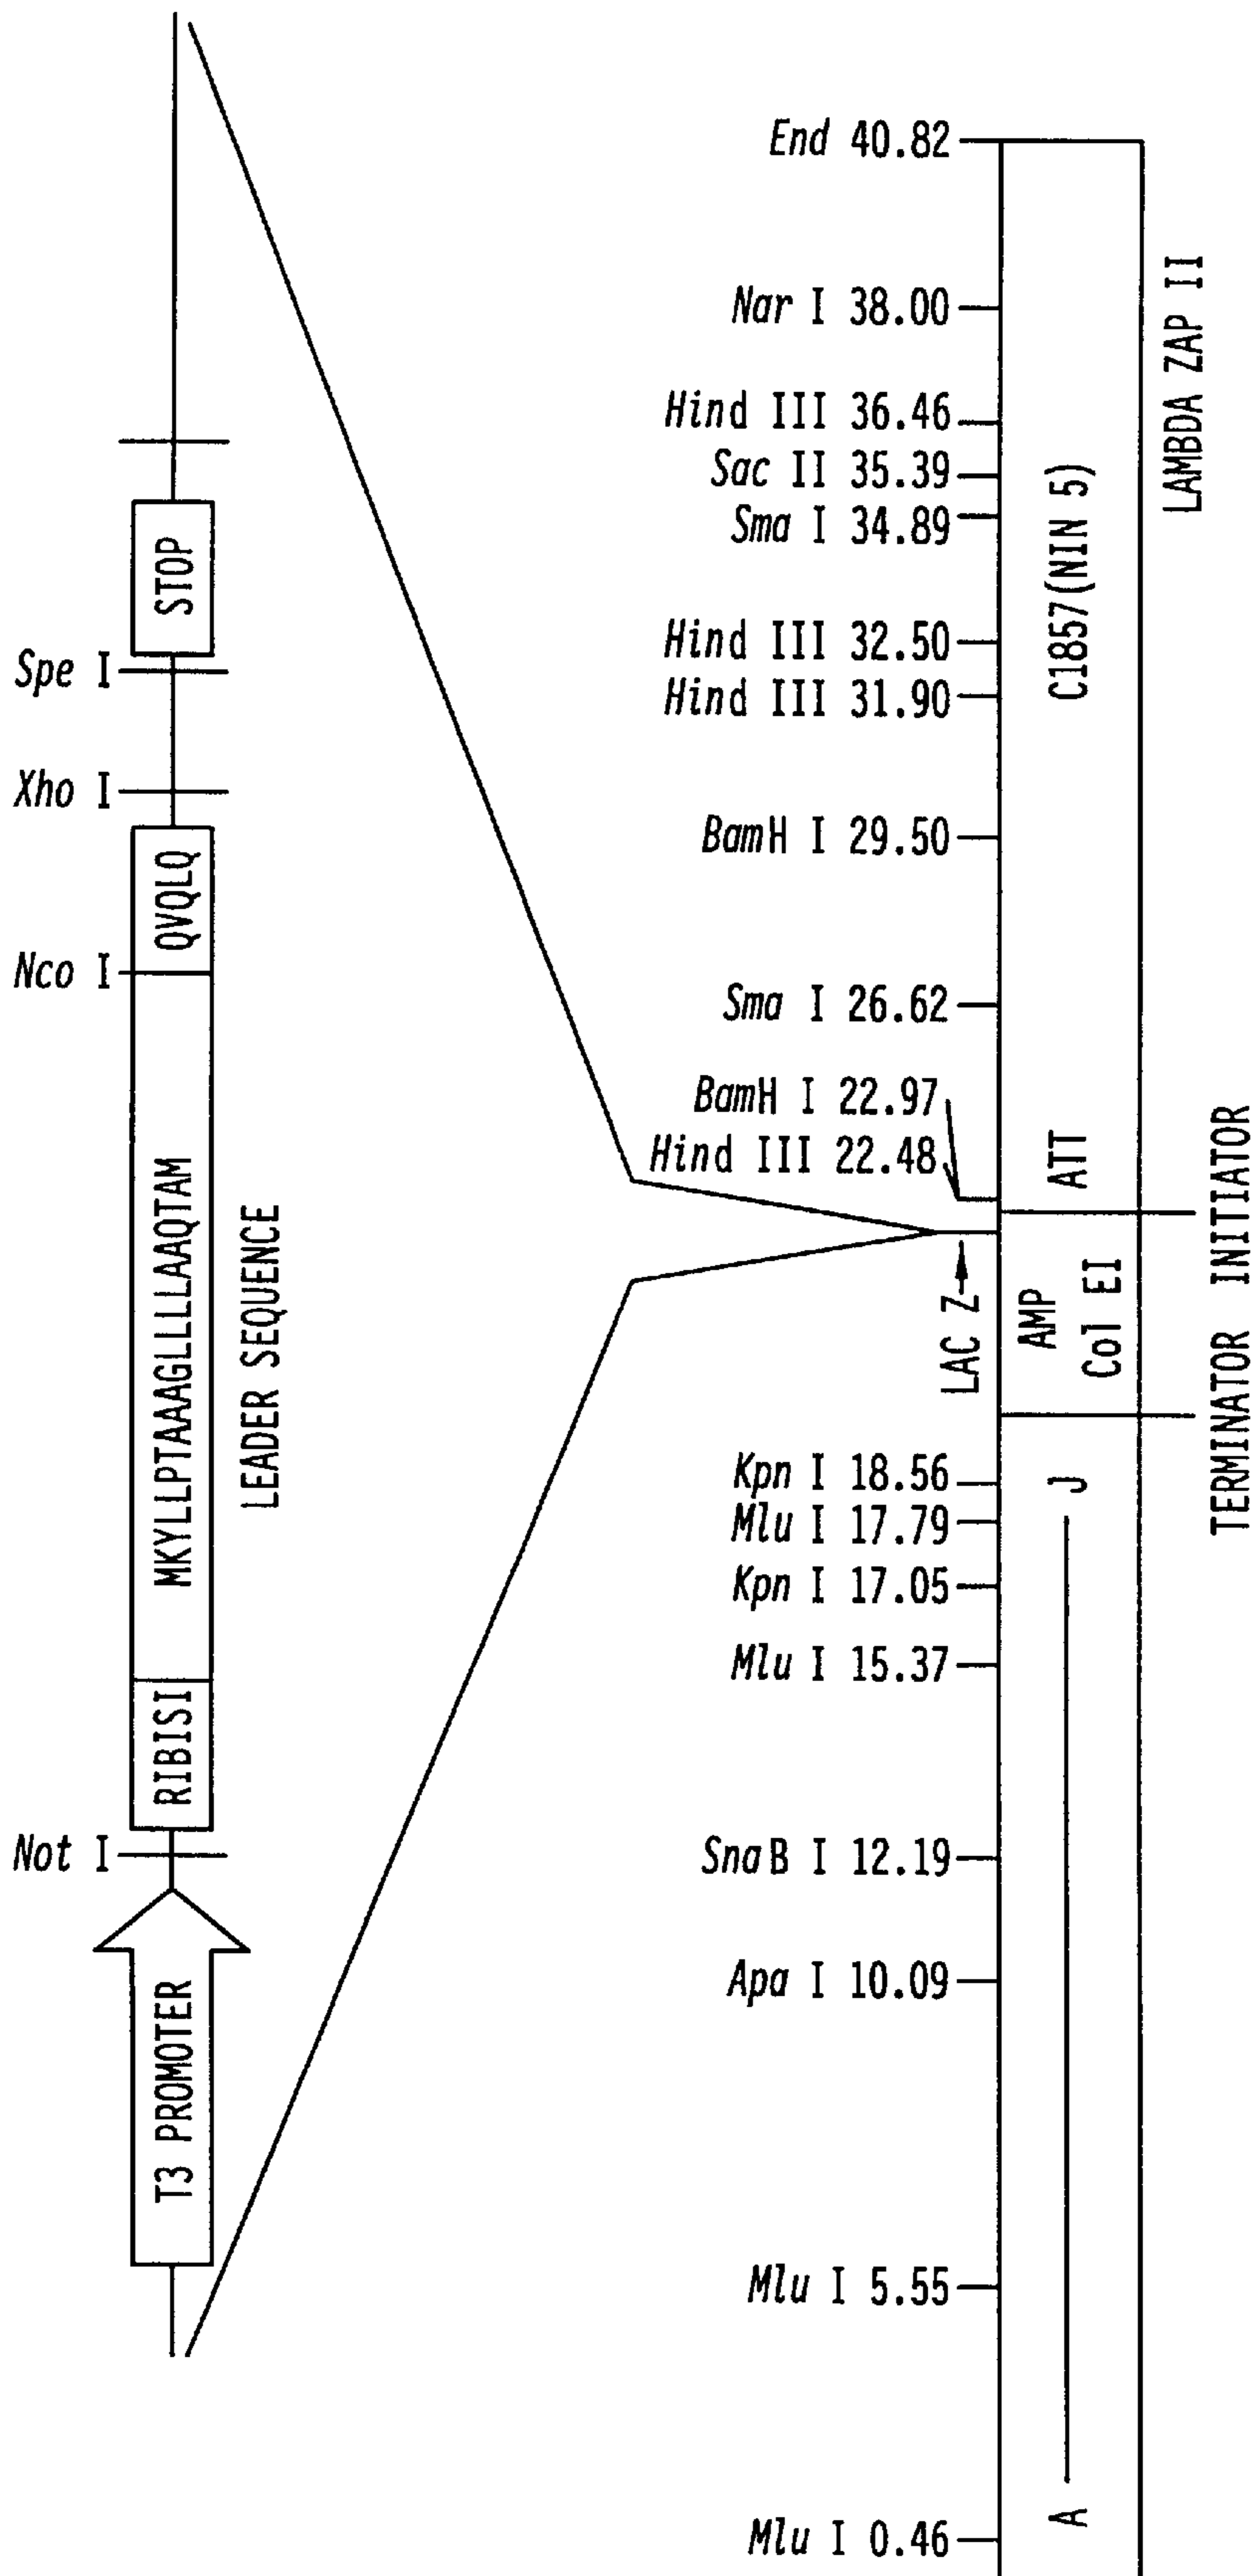 End 40.82
Nar I 38.00
Hind III 36.46
Sac II 35.39
Sma I 34.89
Hind III 32.50
Hind III 31.90
BamH I 29.50
Sma I 26.62
BamH I 22.97
Hind III 22.48
Kpn I 18.56
Mlu I 17.79
Kpn I 17.05
Mlu I 15.37
SnaB I 12.19
Apa I 10.09
Mlu I 5.55
Mlu I 0.46
Spe I
Xho I
Nco I
Not I
T3 PROMOTER
RIBISI
MKYLLPTAAAGLLLLAAQTAM
QVQLQ
STOP
LEADER SEQUENCE
LAC Z
A
J
AMP
Col EI
ATT
C1857(NIN 5)
LAMBDA ZAP II
TERMINATOR INITIATOR